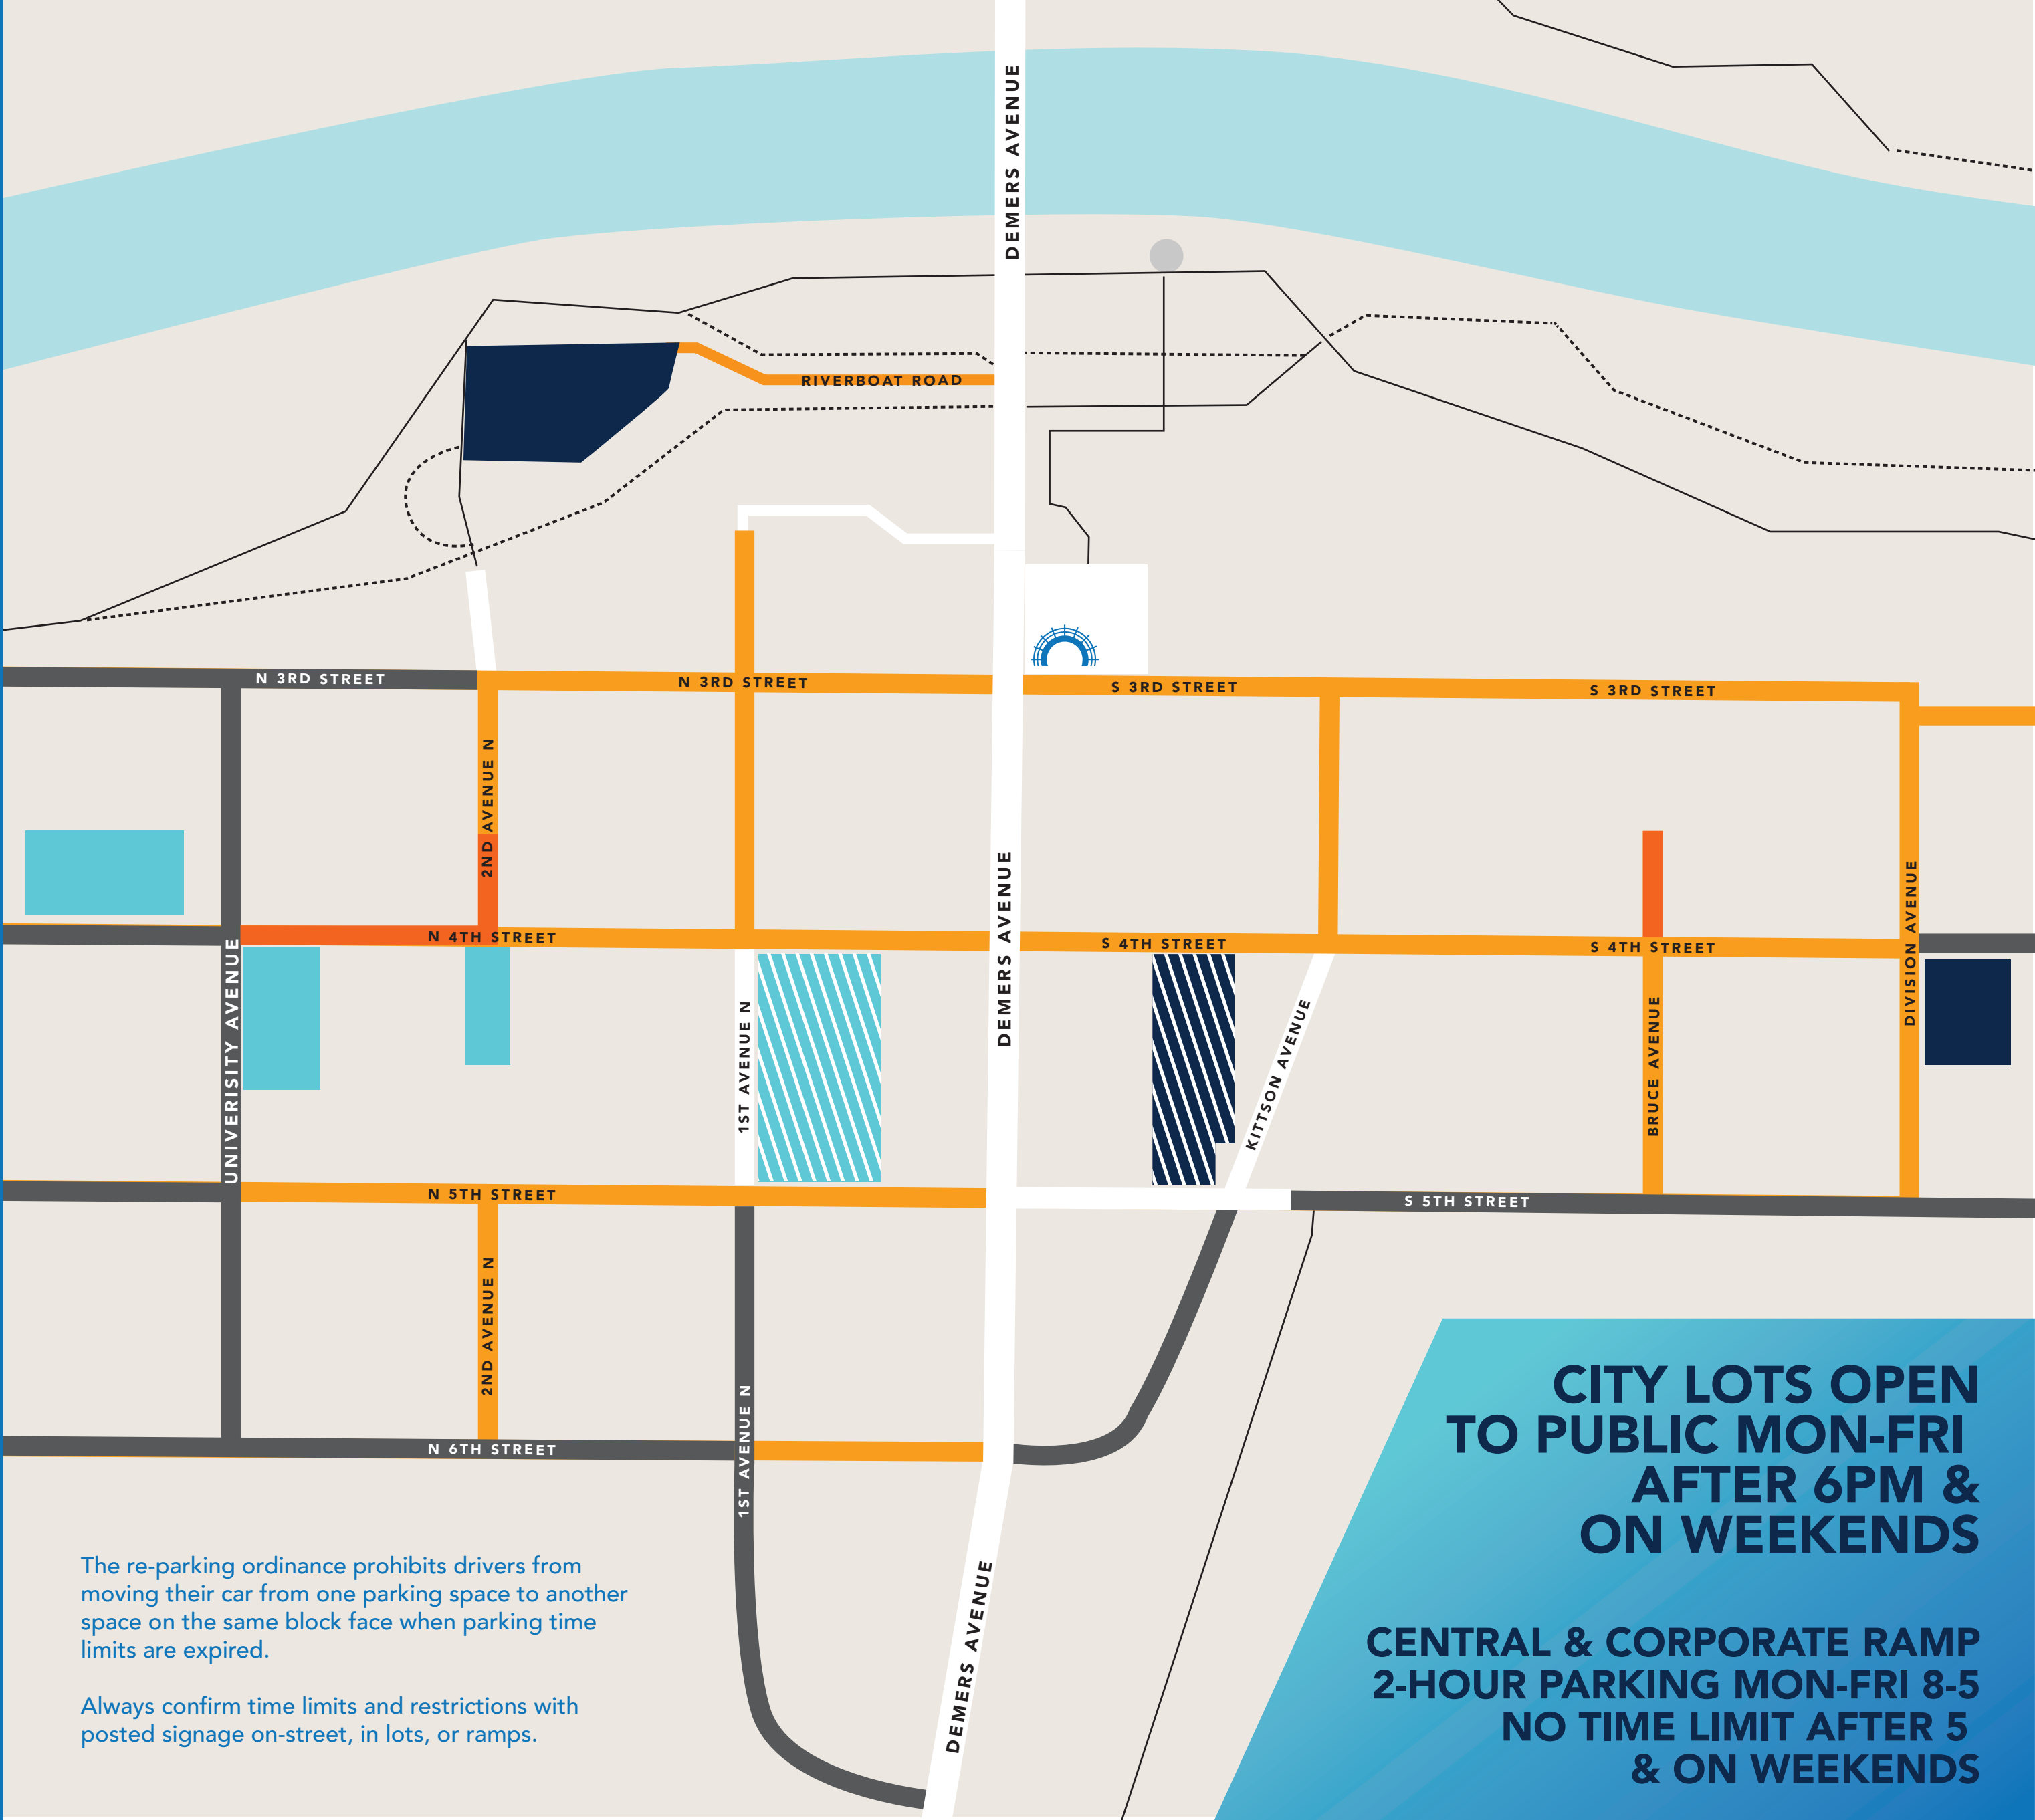 DEMERS AVENUE
RIVERBOAT ROAD
N 3RD STREET
N 3RD STREET
S 3RD STREET
S 3RD STREET
2ND AVENUE N
DEMERS AVENUE
DIVISION AVENUE
N 4TH STREET
S 4TH STREET
S 4TH STREET
UNIVERISITY AVENUE
1ST AVENUE N
KITTSON AVENUE
BRUCE AVENUE
N 5TH STREET
S 5TH STREET
2ND AVENUE N
1ST AVENUE N
N 6TH STREET
DEMERS AVENUE
The re-parking ordinance prohibits drivers from
moving their car from one parking space to another
space on the same block face when parking time
limits are expired.
Always confirm time limits and restrictions with
posted signage on-street, in lots, or ramps.
CITY LOTS OPEN
TO PUBLIC MON-FRI
AFTER 6PM &
ON WEEKENDS
CENTRAL & CORPORATE RAMP
2-HOUR PARKING MON-FRI 8-5
NO TIME LIMIT AFTER 5
& ON WEEKENDS